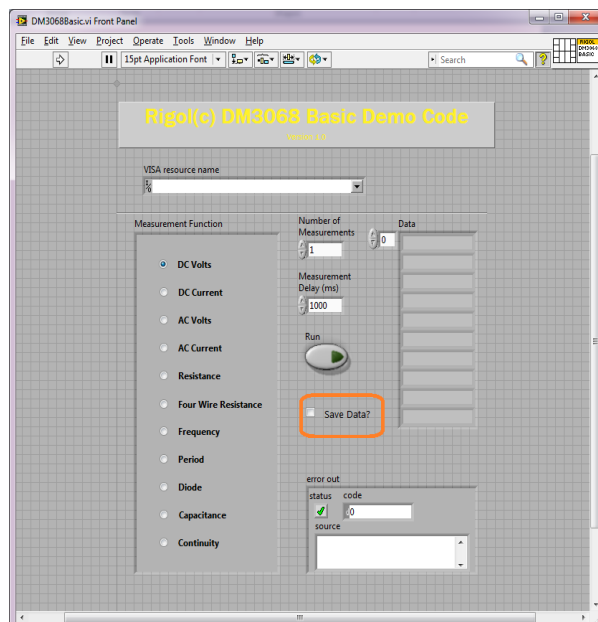 DM3068Basic.vi Front Panel
File Edit View Project Operate Tools Window Help
15pt Application Font
Search
RIGOL
DM3068
BASIC
Rigol(c) DM3068 Basic Demo Code
Version 1.0
VISA resource name
Measurement Function
DC Volts
DC Current
AC Volts
AC Current
Resistance
Four Wire Resistance
Frequency
Period
Diode
Capacitance
Continuity
Number of
Measurements
1
Measurement
Delay (ms)
1000
Run
Save Data?
0
Data
error out
status code
0
source